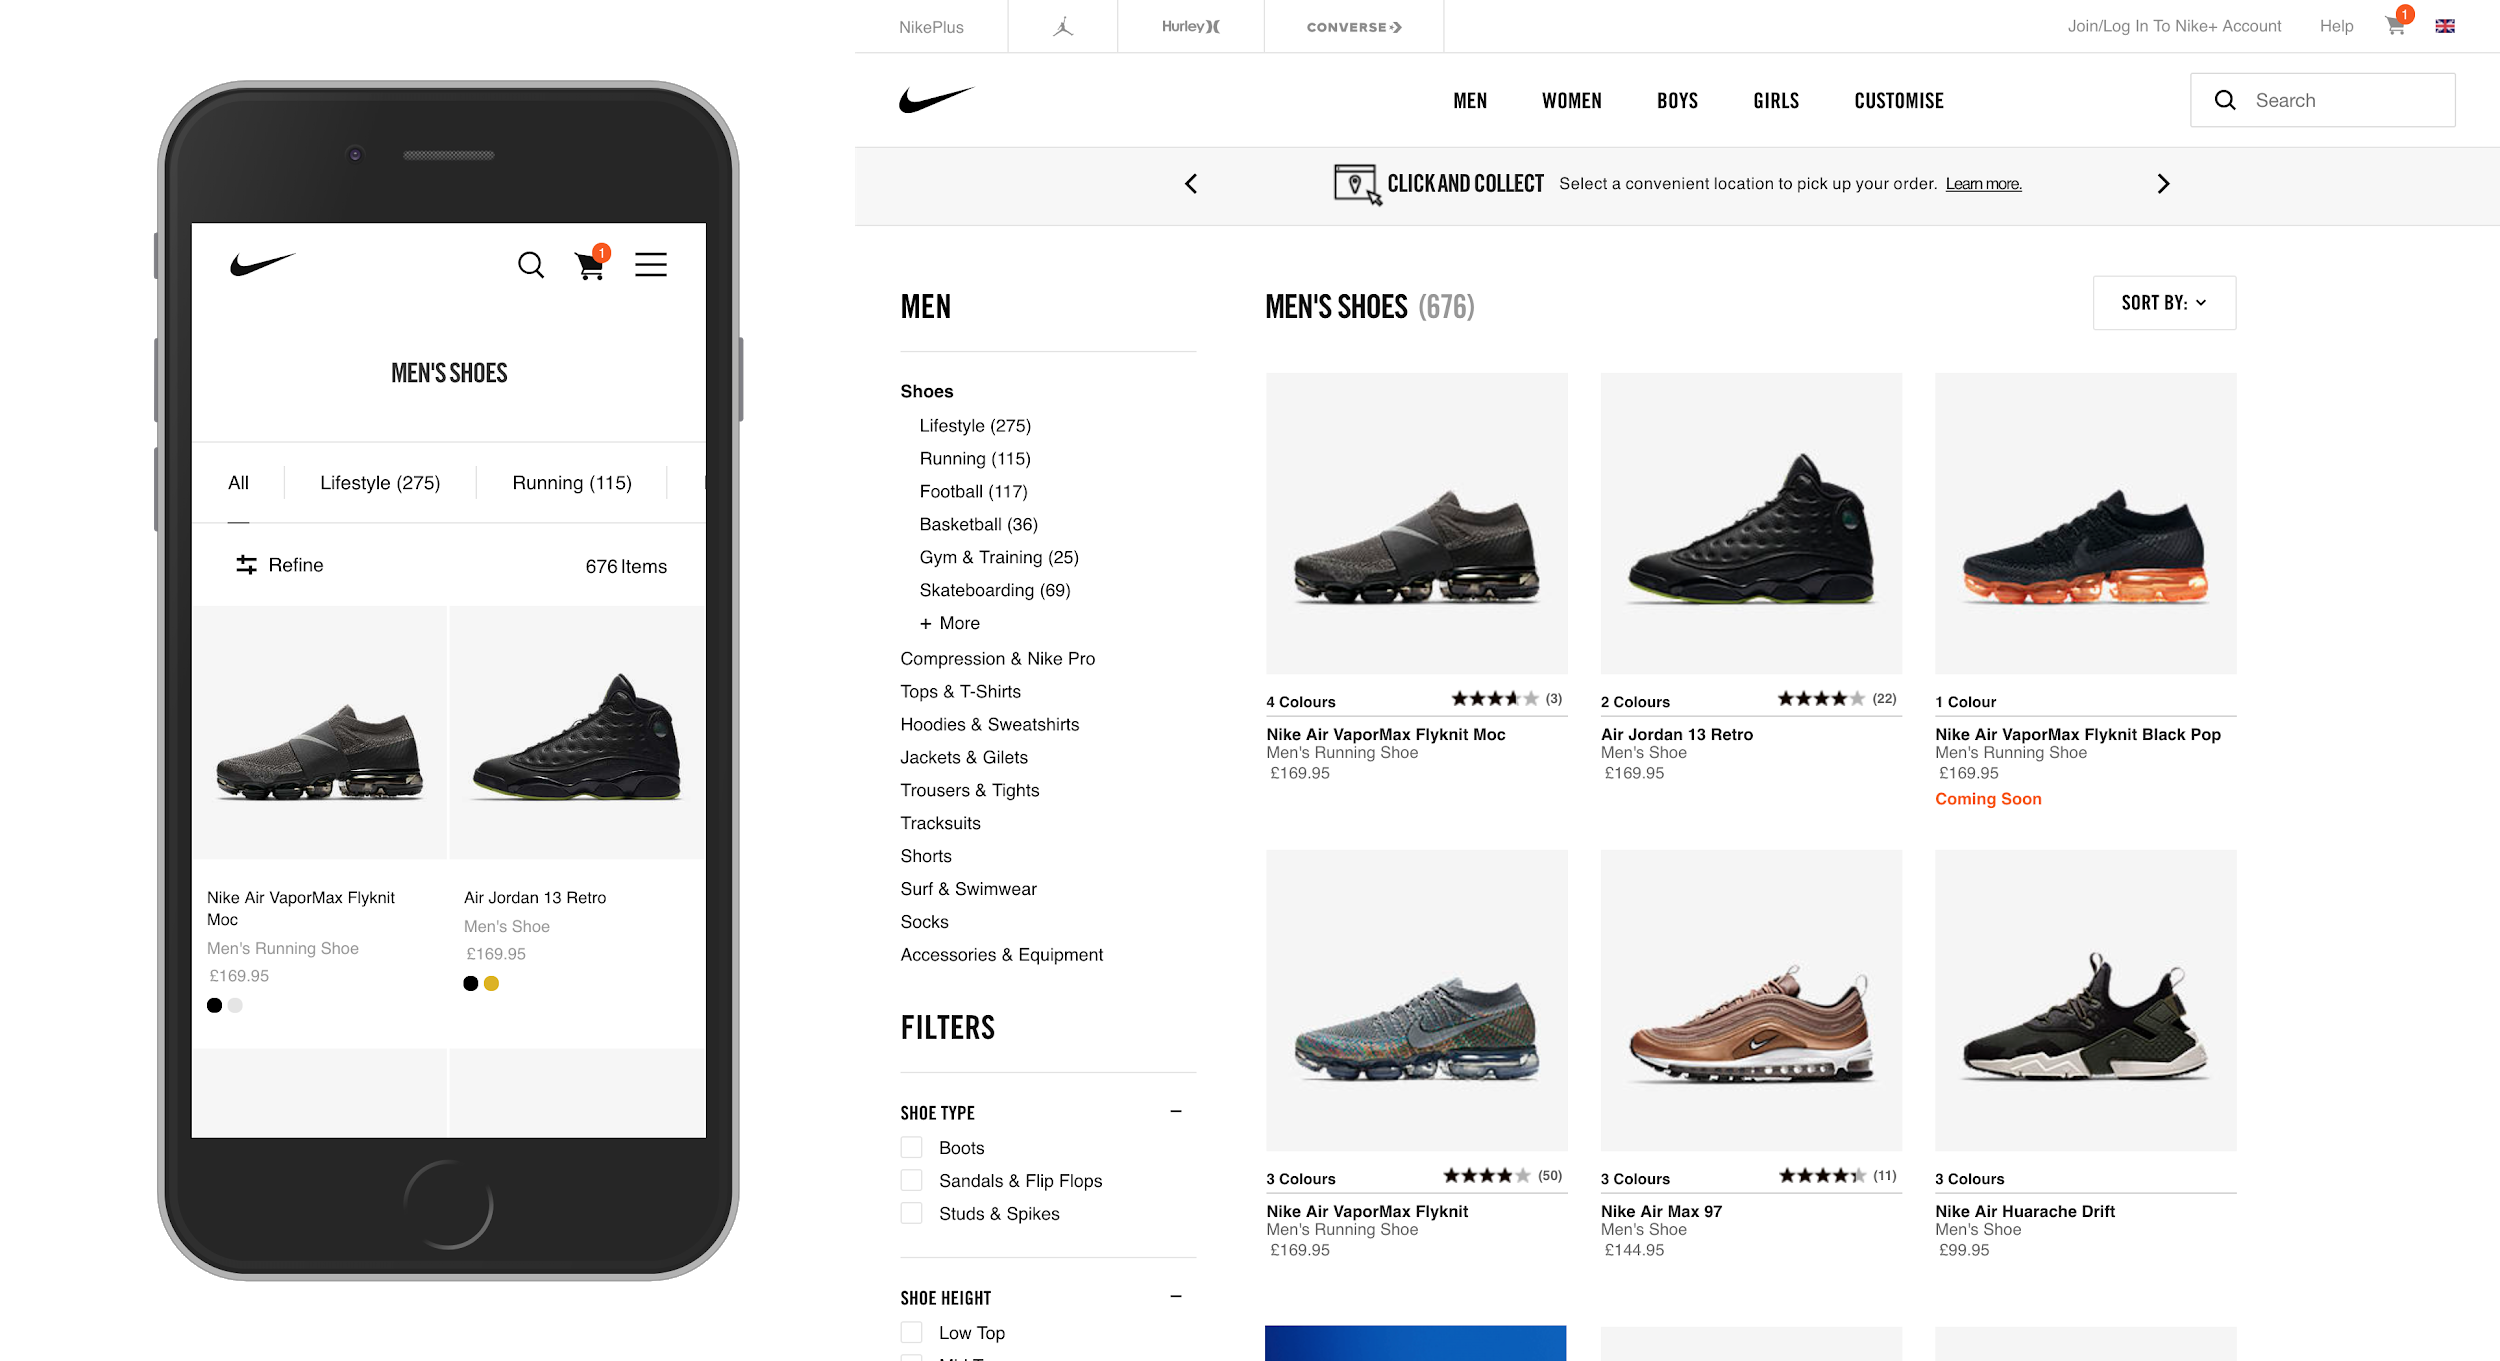 1
MEN'S SHOES
All
Lifestyle (275)
Running (115)
Refine
676 Items
Nike Air VaporMax Flyknit
Moc
Men's Running Shoe
£169.95
Air Jordan 13 Retro
Men's Shoe
£169.95
NikePlus
Hurley
CONVERSE
Join/Log In To Nike+ Account
Help
1
MEN
WOMEN
BOYS
GIRLS
CUSTOMISE
Search
CLICK AND COLLECT Select a convenient location to pick up your order. Learn more.
MEN
Shoes
Lifestyle (275)
Running (115)
Football (117)
Basketball (36)
Gym & Training (25)
Skateboarding (69)
+ More
Compression & Nike Pro
Tops & T-Shirts
Hoodies & Sweatshirts
Jackets & Gilets
Trousers & Tights
Tracksuits
Shorts
Surf & Swimwear
Socks
Accessories & Equipment
FILTERS
SHOE TYPE
Boots
Sandals & Flip Flops
Studs & Spikes
SHOE HEIGHT
Low Top
MEN'S SHOES (676)
SORT BY:
4 Colours
(3)
Nike Air VaporMax Flyknit Moc
Men's Running Shoe
£169.95
2 Colours
(22)
Air Jordan 13 Retro
Men's Shoe
£169.95
1 Colour
Nike Air VaporMax Flyknit Black Pop
Men's Running Shoe
£169.95
Coming Soon
3 Colours
(50)
Nike Air VaporMax Flyknit
Men's Running Shoe
£169.95
3 Colours
(11)
Nike Air Max 97
Men's Shoe
£144.95
3 Colours
Nike Air Huarache Drift
Men's Shoe
£99.95